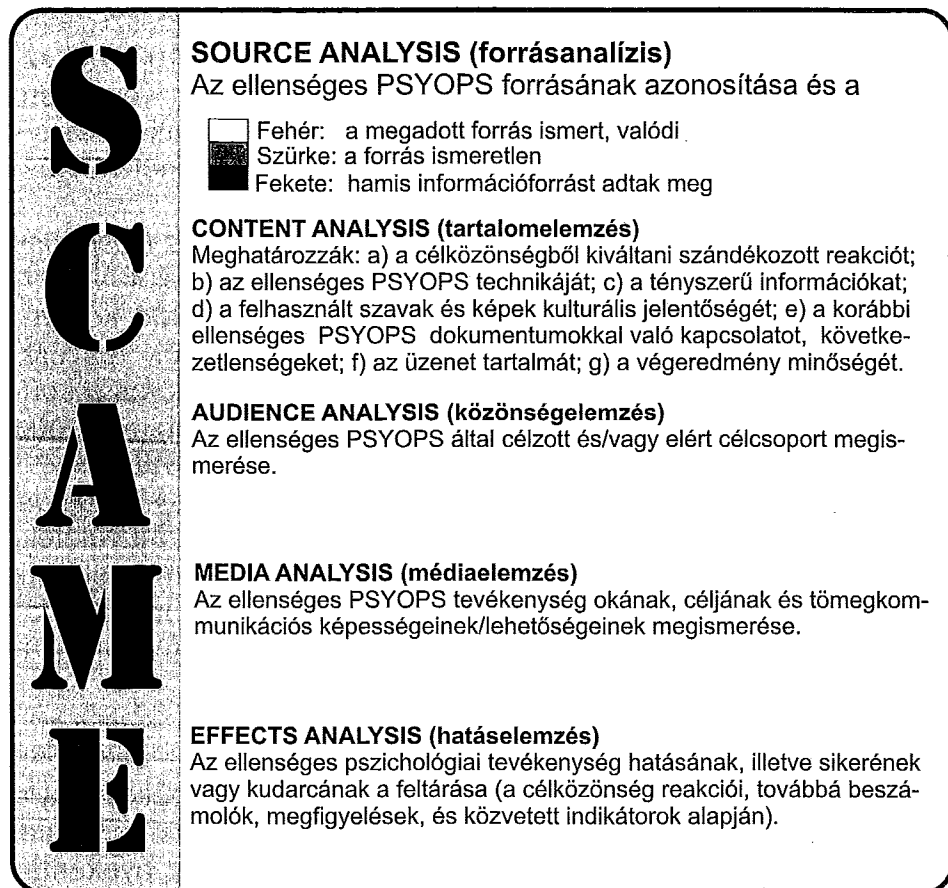 S
C
A
M
E
SOURCE ANALYSIS (forrásanalízis)
Az ellenséges PSYOPS forrásának azonosítása és a
Fehér: a megadott forrás ismert, valódi
Szürke: a forrás ismeretlen
Fekete: hamis információforrást adtak meg
CONTENT ANALYSIS (tartalomelemzés)
Meghatározzák: a) a célközönségből kiváltani szándékozott reakciót;
b) az ellenséges PSYOPS technikáját; c) a tényszerű információkat;
d) a felhasznált szavak és képek kulturális jelentőségét; e) a korábbi
ellenséges PSYOPS dokumentumokkal való kapcsolatot, követke-
zetlenségeket; f) az üzenet tartalmát; g) a végeredmény minőségét.
AUDIENCE ANALYSIS (közönségelemzés)
Az ellenséges PSYOPS által célzott és/vagy elért célcsoport megis-
merése.
MEDIA ANALYSIS (médiaelemzés)
Az ellenséges PSYOPS tevékenység okának, céljának és tömegkom-
munikációs képességeinek/lehetőségeinek megismerése.
EFFECTS ANALYSIS (hatáselemzés)
Az ellenséges pszichológiai tevékenység hatásának, illetve sikerének
vagy kudarcának a feltárása (a célközönség reakciói, továbbá beszá-
molók, megfigyelések, és közvetett indikátorok alapján).